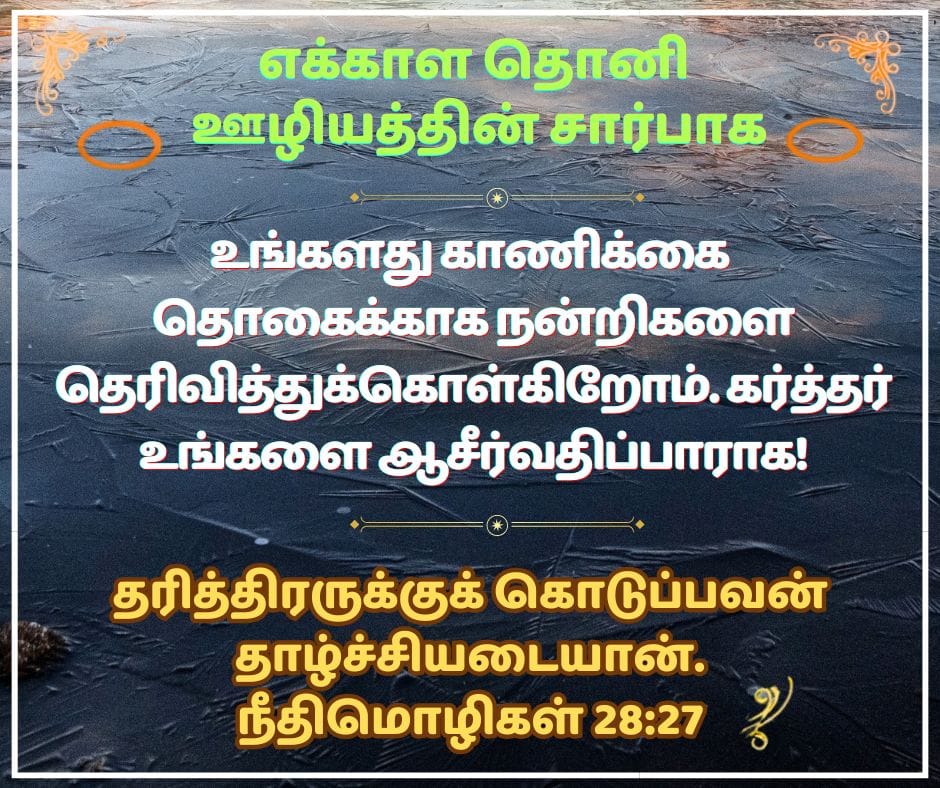 எக்காள தொனி
ஊழியத்தின் சார்பாக
உங்களது காணிக்கை
தொகைக்காக நன்றிகளை
தெரிவித்துக்கொள்கிறோம். கர்த்தர்
உங்களை ஆசீர்வதிப்பாராக!
தரித்திரருக்குக் கொடுப்பவன்
தாழ்ச்சியடையான்.
நீதிமொழிகள் 28:27